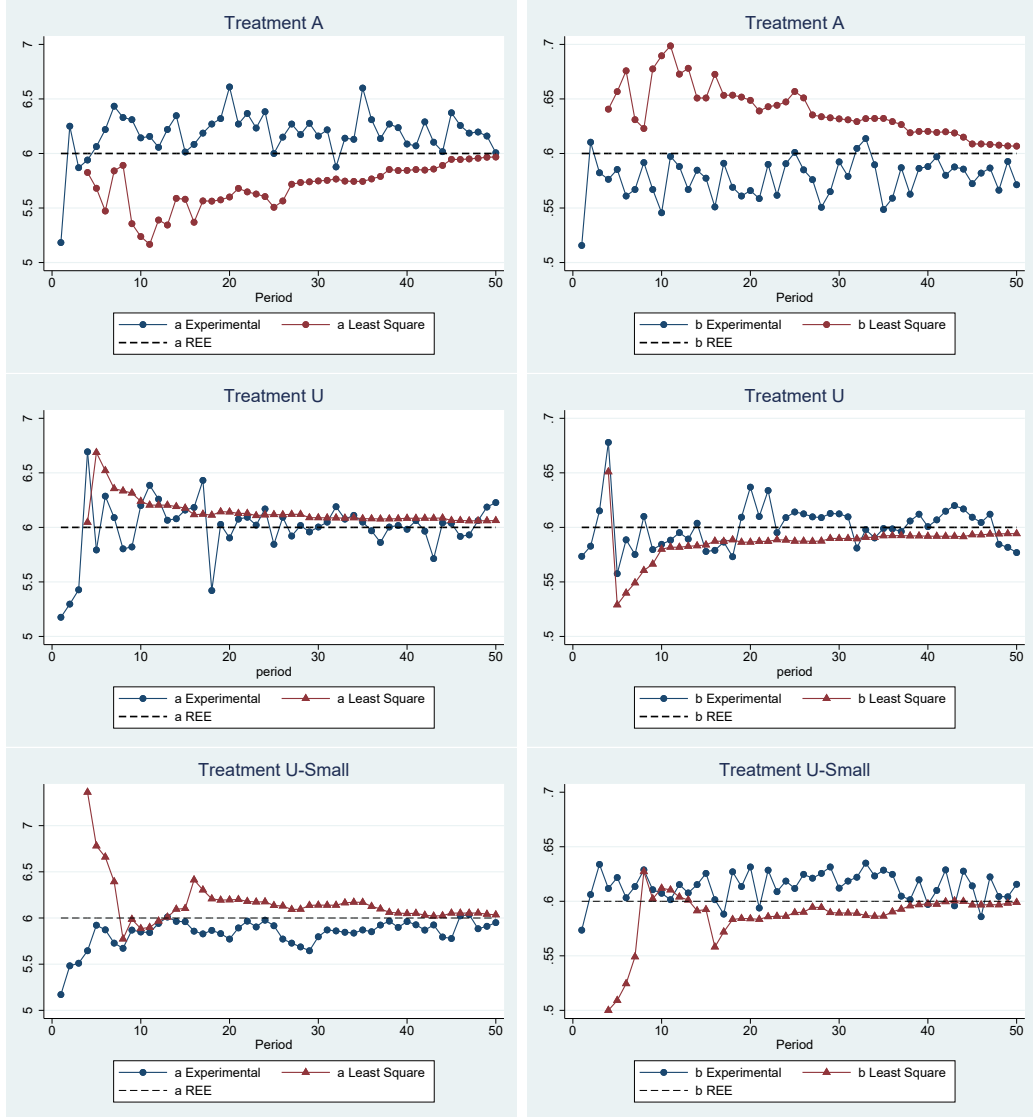 Treatment A
7
6.5
6
5.5
5
0 10 20 30 40 50
Period
a Experimental a Least Square
a REE
Treatment A
.7
.65
.6
.55
.5
0 10 20 30 40 50
Period
b Experimental b Least Square
b REE
Treatment U
7
6.5
6
5.5
5
0 10 20 30 40 50
period
a Experimental a Least Square
a REE
Treatment U
.7
.65
.6
.55
.5
0 10 20 30 40 50
period
b Experimental b Least Square
b REE
Treatment U-Small
7
6.5
6
5.5
5
0 10 20 30 40 50
Period
a Experimental a Least Square
a REE
Treatment U-Small
.7
.65
.6
.55
.5
0 10 20 30 40 50
Period
b Experimental b Least Square
b REE